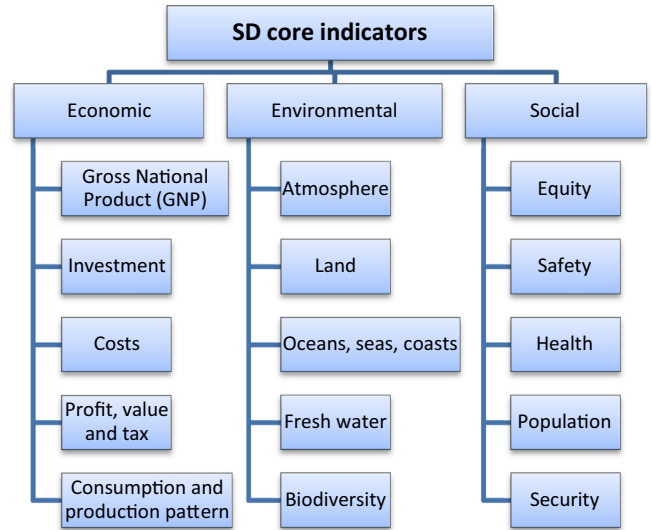 SD core indicators
Economic
Gross National
Product (GNP)
Investment
Costs
Profit, value
and tax
Consumption and
production pattern
Environmental
Atmosphere
Land
Oceans, seas, coasts
Fresh water
Biodiversity
Social
Equity
Safety
Health
Population
Security